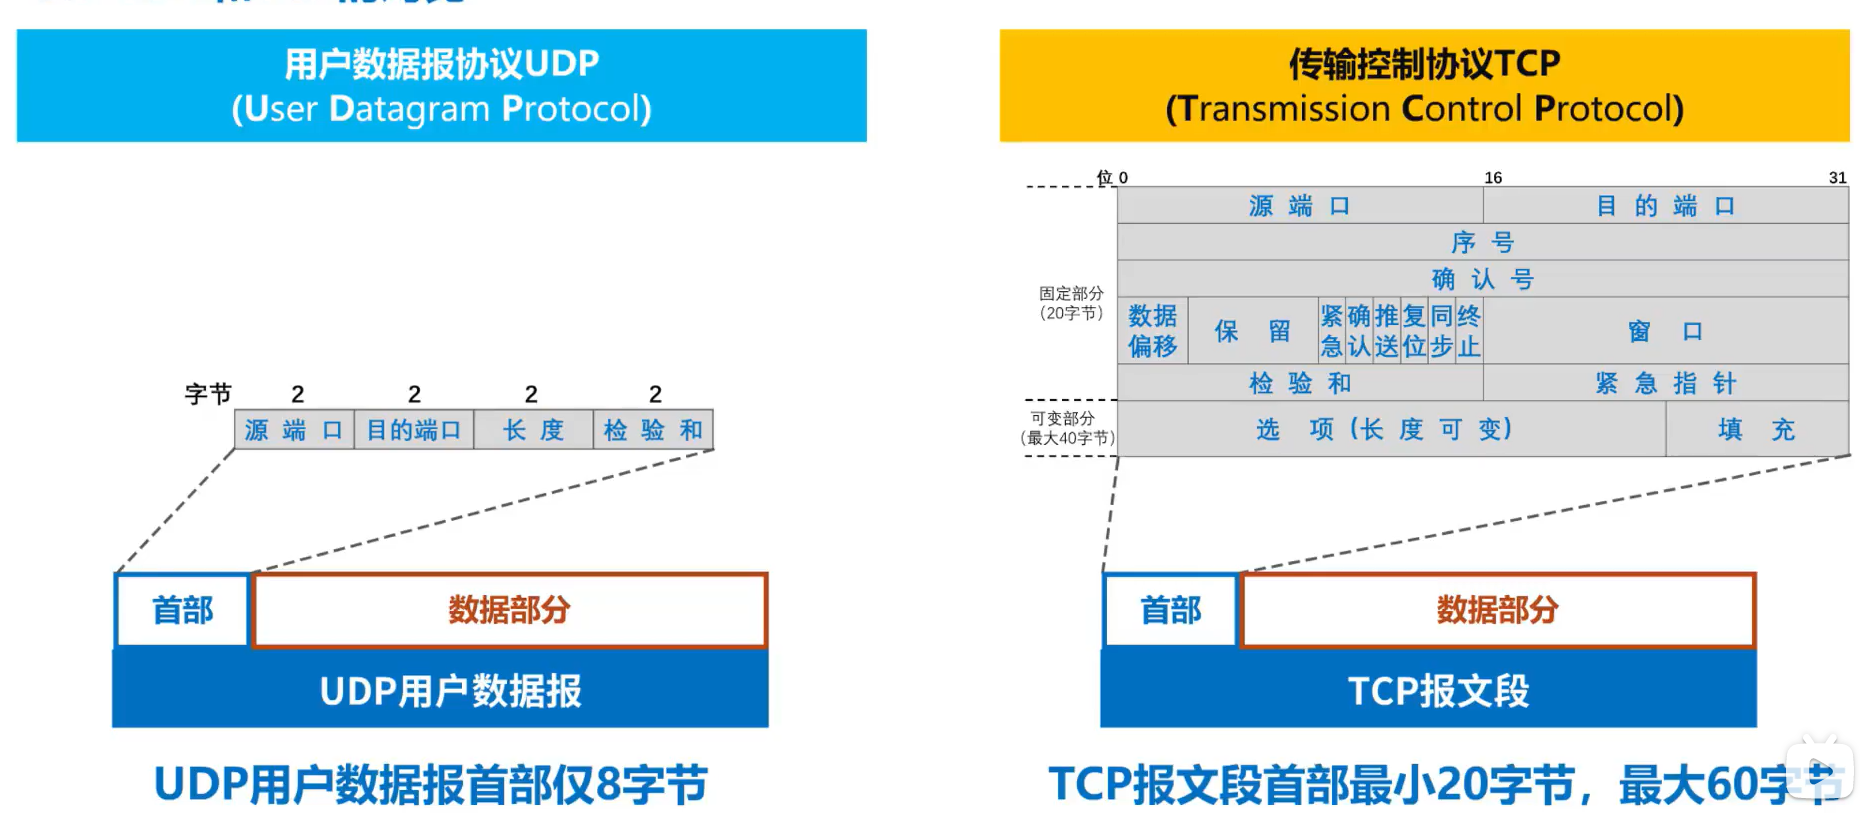 用户数据报协议UDP
(User Datagram Protocol)
传输控制协议TCP
(Transmission Control Protocol)
字节 2 2 2 2
源端口 目的端口 长度 检验和
首部 数据部分
UDP用户数据报
UDP用户数据报首部仅8字节
位 0 16 31
源端口 目的端口
序号
确认号
固定部分
(20字节)
数据偏移 保留 紧急 确认 推送 复位 同步 终止 窗口
检验和 紧急指针
可变部分
(最大40字节)
选项(长度可变) 填充
首部 数据部分
TCP报文段
TCP报文段首部最小20字节，最大60字节